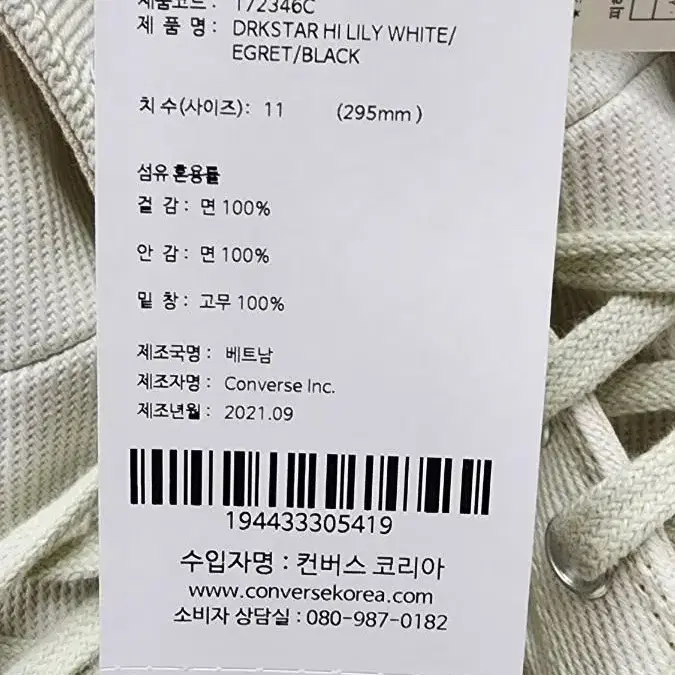 제품코드 : 172346C
제 품 명 : DRKSTAR HI LILY WHITE/
EGRET/BLACK
치 수(사이즈) : 11 (295mm )
섬유 혼용률
겉 감 : 면 100%
안 감 : 면 100%
밑 창 : 고무 100%
제조국명 : 베트남
제조자명 : Converse Inc.
제조년월 : 2021.09
194433305419
수입자명 : 컨버스 코리아
www.conversekorea.com
소비자 상담실 : 080-987-0182